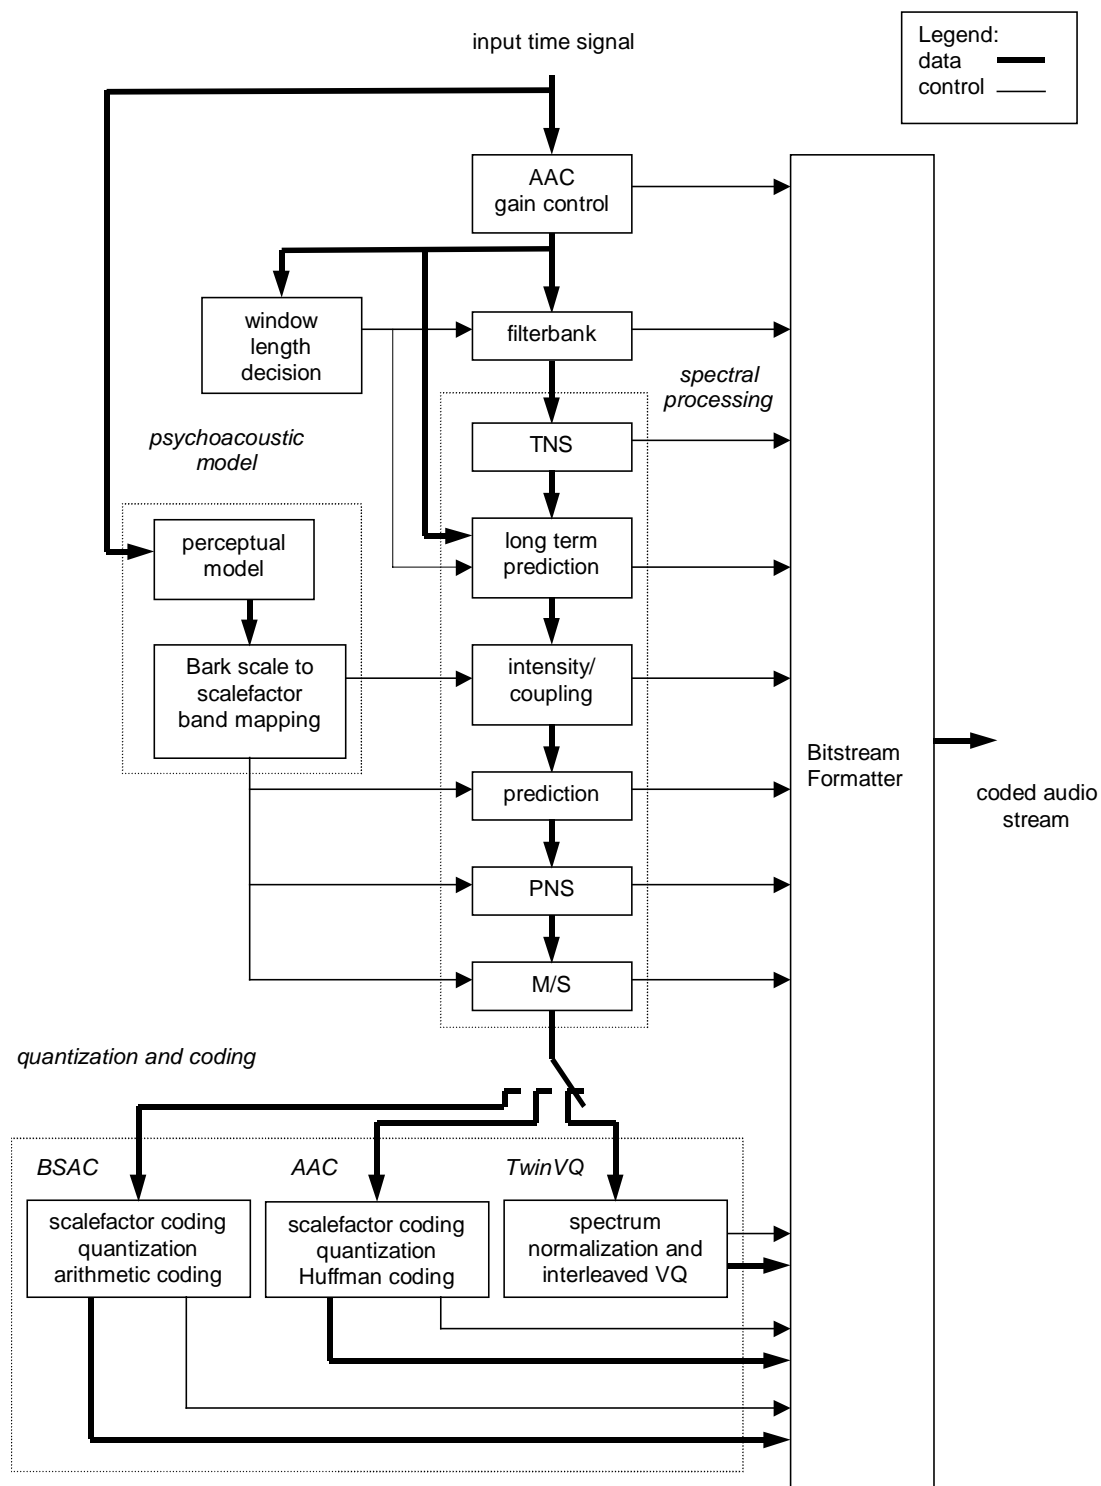 input time signal
Legend:
data
control
AAC
gain control
window
length
decision
filterbank
spectral
processing
psychoacoustic
model
TNS
perceptual
model
long term
prediction
Bark scale to
scalefactor
band mapping
intensity/
coupling
Bitstream
Formatter
prediction
coded audio
stream
PNS
M/S
quantization and coding
BSAC
AAC
TwinVQ
scalefactor coding
quantization
arithmetic coding
scalefactor coding
quantization
Huffman coding
spectrum
normalization and
interleaved VQ